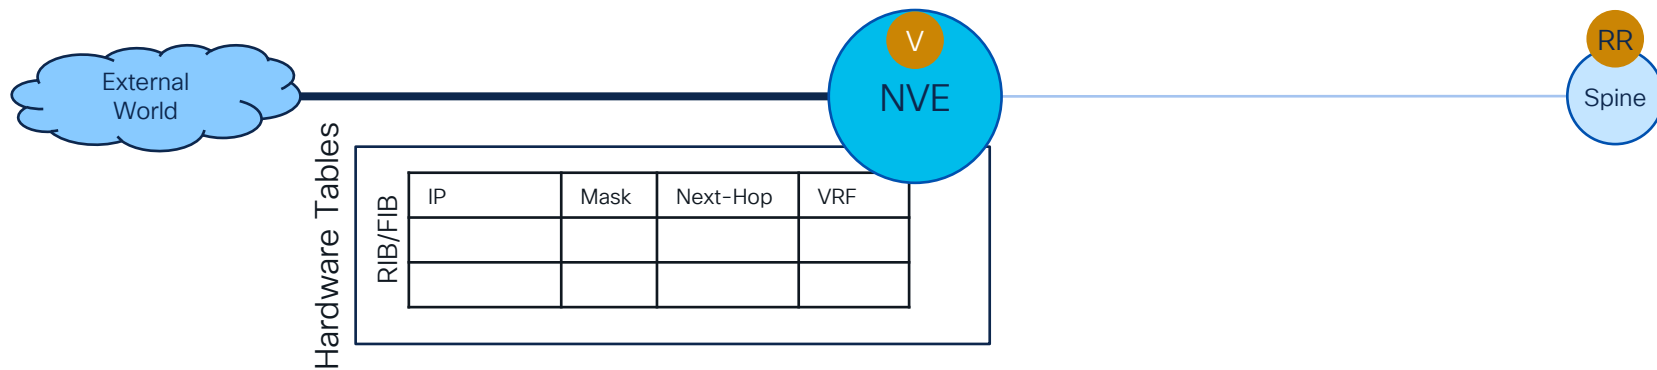 External
World
V
NVE
RR
Spine
Hardware Tables
RIB/FIB
IP Mask Next-Hop VRF